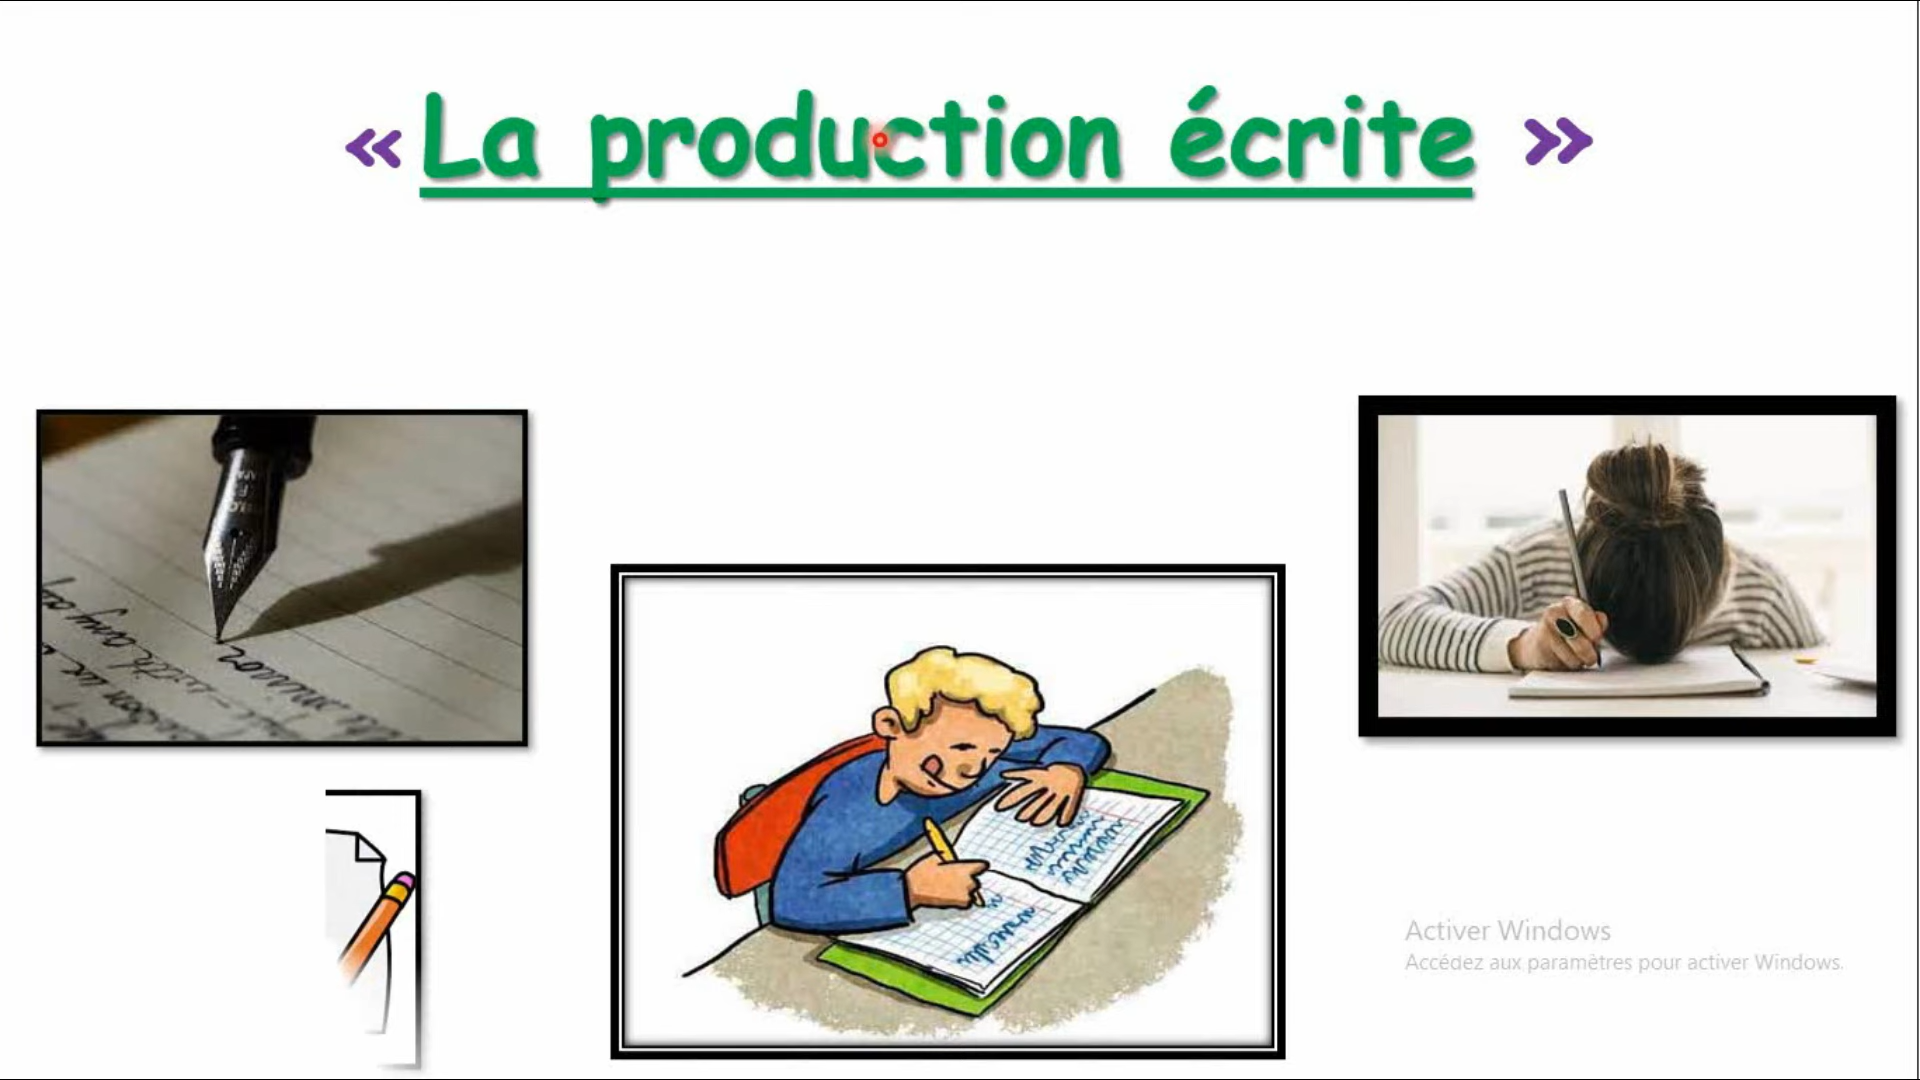 « La production écrite »
Activer Windows
Accédez aux paramètres pour activer Windows.